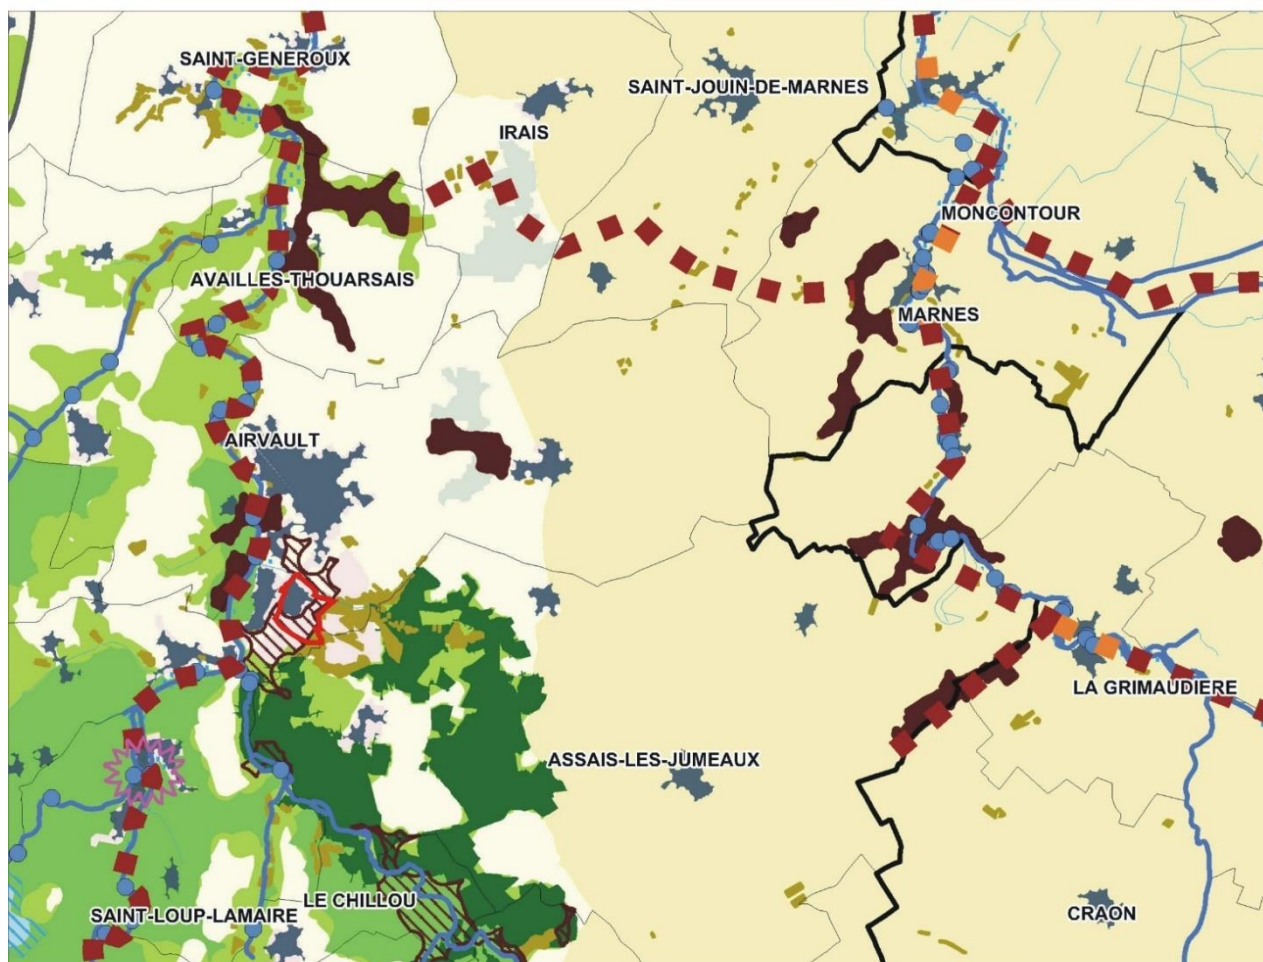 SAINT-GENEROUX
SAINT-JOUIN-DE-MARNES
IRAIS
MONCONTOUR
AVAILLES-THOUARSAIS
MARNES
AIRVAULT
LA GRIMAUDIERE
ASSAIS-LES-JUMEAUX
LE CHILLOU
SAINT-LOUP-LAMAIRE
CRAON